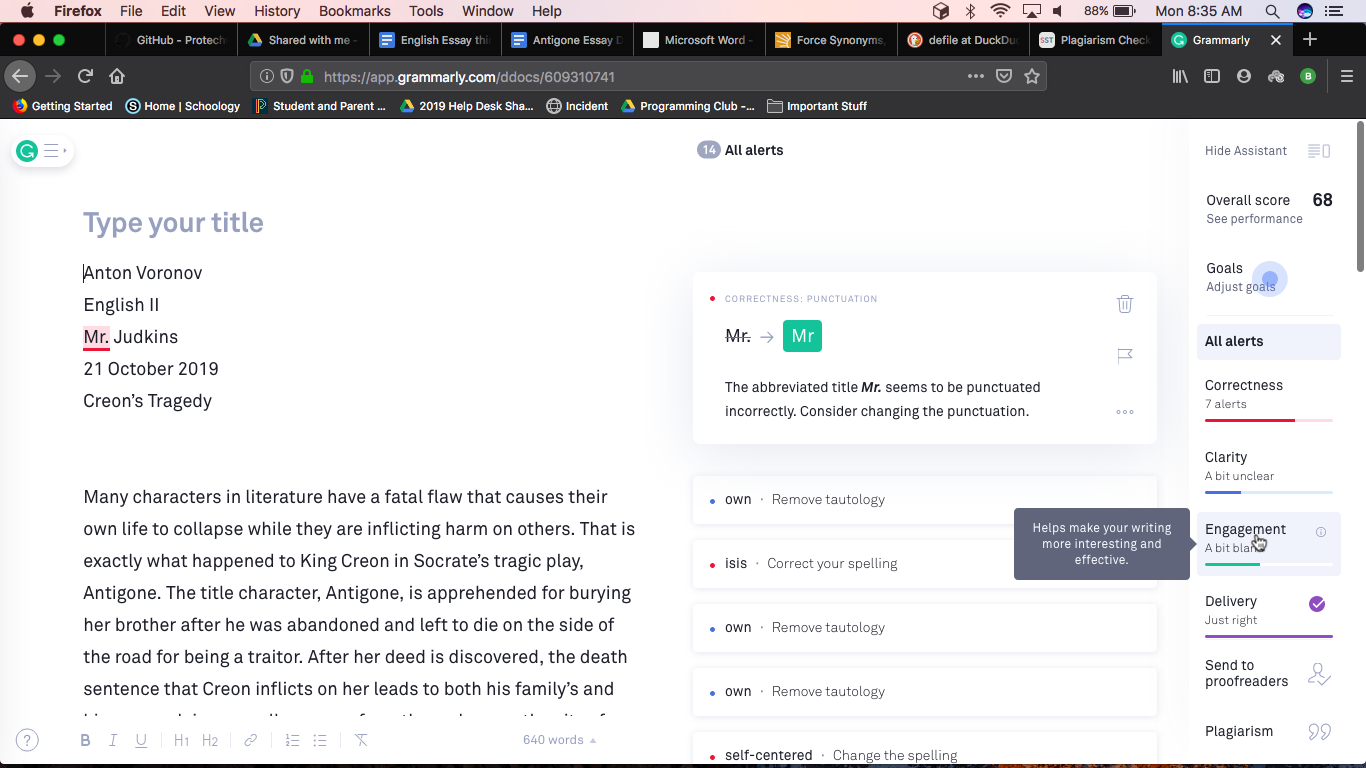 Firefox File Edit View History Bookmarks Tools Window Help 88% Mon 8:35 AM
GitHub - Protech Shared with me - English Essay thi Antigone Essay D Microsoft Word - Force Synonyms, defile at DuckDu Plagiarism Check Grammarly
https://app.grammarly.com/ddocs/609310741
Getting Started Home | Schoology Student and Parent ... 2019 Help Desk Sha... Incident Programming Club -... Important Stuff
14 All alerts
Hide Assistant
Overall score 68
See performance
Goals
Adjust goals
All alerts
Correctness
7 alerts
Clarity
A bit unclear
Engagement
A bit bland
Delivery
Just right
Send to
proofreaders
Plagiarism
Type your title
Anton Voronov
English II
Mr. Judkins
21 October 2019
Creon's Tragedy
Many characters in literature have a fatal flaw that causes their
own life to collapse while they are inflicting harm on others. That is
exactly what happened to King Creon in Socrate's tragic play,
Antigone. The title character, Antigone, is apprehended for burying
her brother after he was abandoned and left to die on the side of
the road for being a traitor. After her deed is discovered, the death
sentence that Creon inflicts on her leads to both his family's and
CORRECTNESS: PUNCTUATION
Mr. → Mr
The abbreviated title Mr. seems to be punctuated
incorrectly. Consider changing the punctuation.
own · Remove tautology
isis · Correct your spelling
own · Remove tautology
own · Remove tautology
self-centered · Change the spelling
Helps make your writing
more interesting and
effective.
B I U H1 H2
640 words